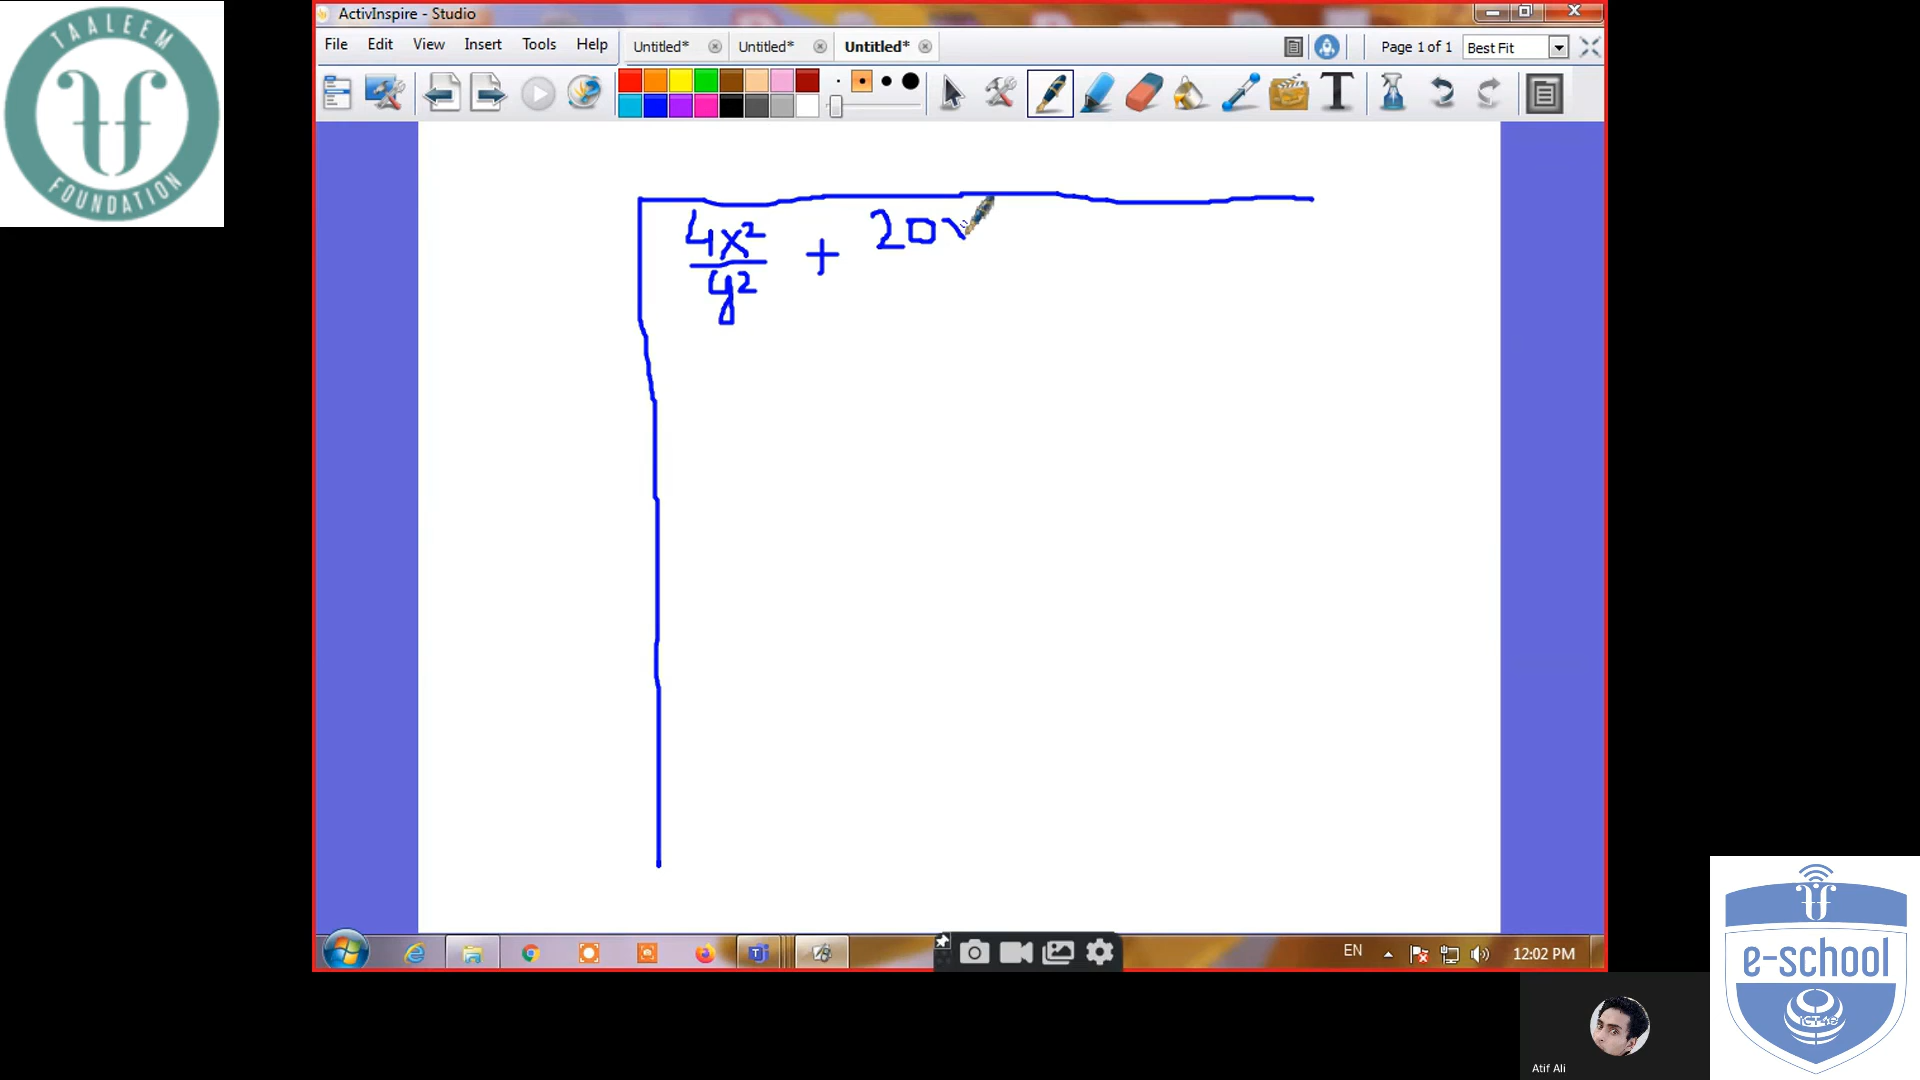 TAALEEM
FOUNDATION
ActivInspire - Studio
File Edit View Insert Tools Help Untitled* Untitled* Untitled* Page 1 of 1 Best Fit
4x² + 20
y²
EN 12:02 PM
e-school
Atif Ali